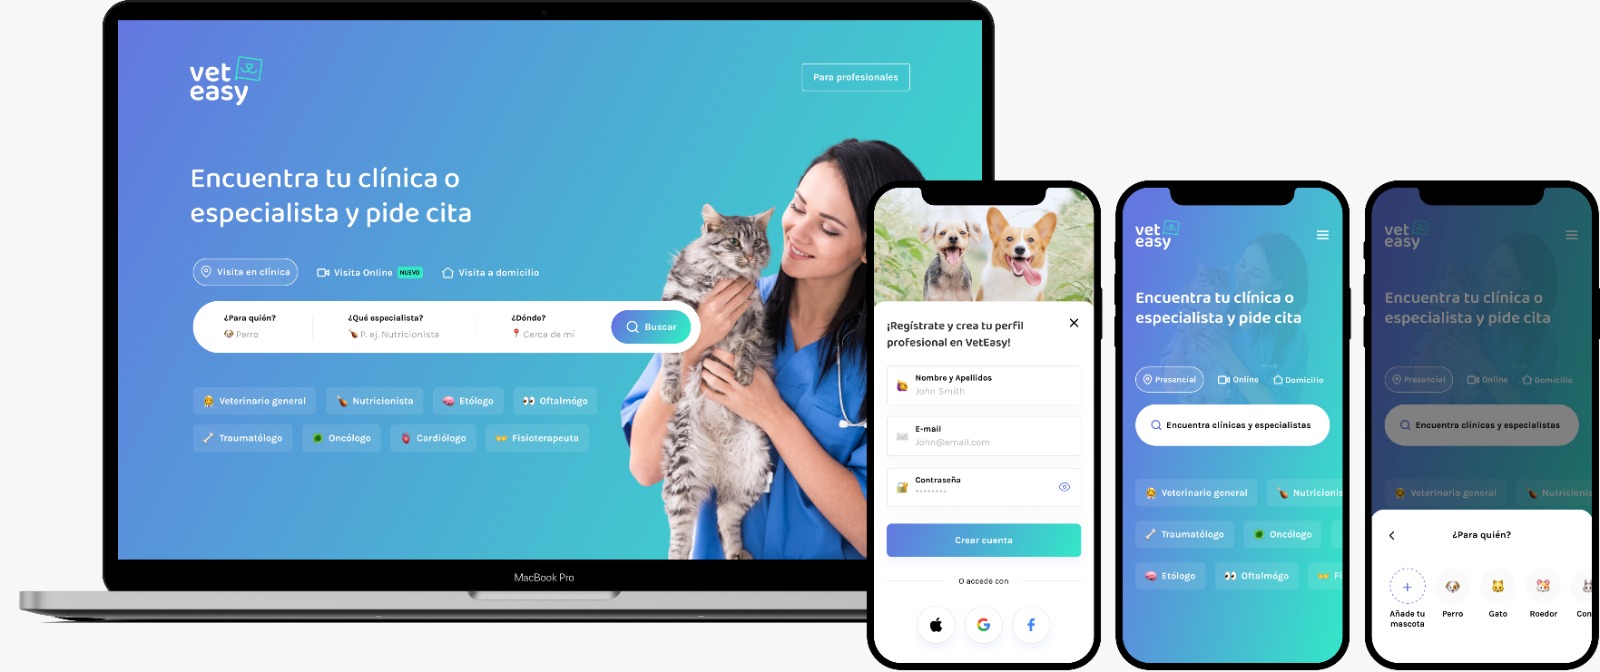 vet
easy
Para profesionales
Encuentra tu clínica o
especialista y pide cita
Visita en clínica
Visita Online NUEVO
Visita a domicilio
¿Para quién?
Perro
¿Qué especialista?
P. ej. Nutricionista
¿Dónde?
Cerca de mí
Buscar
Veterinario general
Nutricionista
Etólogo
Oftalmógo
Traumatólogo
Oncólogo
Cardiólogo
Fisioterapeuta
MacBook Pro
¡Regístrate y crea tu perfil
profesional en VetEasy!
Nombre y Apellidos
John Smith
E-mail
John@email.com
Contraseña
********
Crear cuenta
O accede con
vet
easy
Encuentra tu clínica o
especialista y pide cita
Presencial
Online
Domicilio
Encuentra clínicas y especialistas
Veterinario general
Nutricionis
Traumatólogo
Oncólogo
Etólogo
Oftalmógo
Fi
vet
easy
Encuentra tu clínica o
especialista y pide cita
Presencial
Online
Domicilio
Encuentra clínicas y especialistas
Veterinario general
Nutricionis
¿Para quién?
Añade tu
mascota
Perro
Gato
Roedor
Con